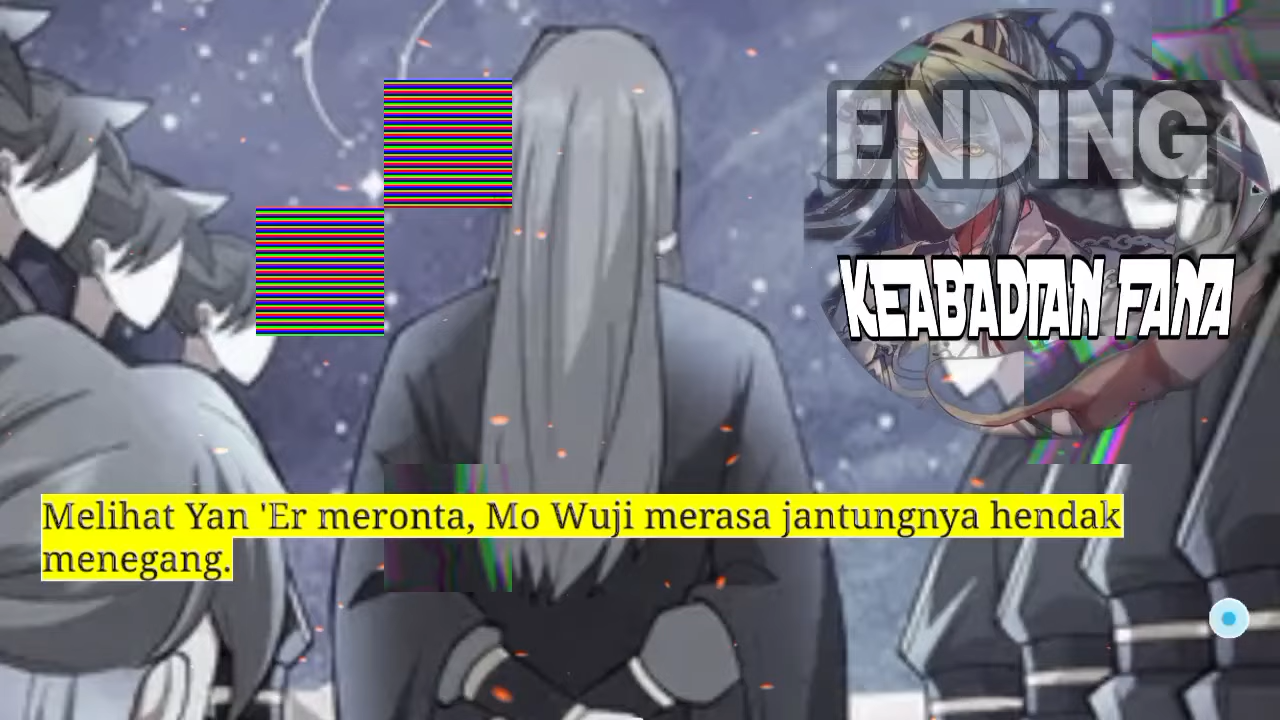 ENDING
KEABADIAN FANA
Melihat Yan 'Er meronta, Mo Wuji merasa jantungnya hendak
menegang.